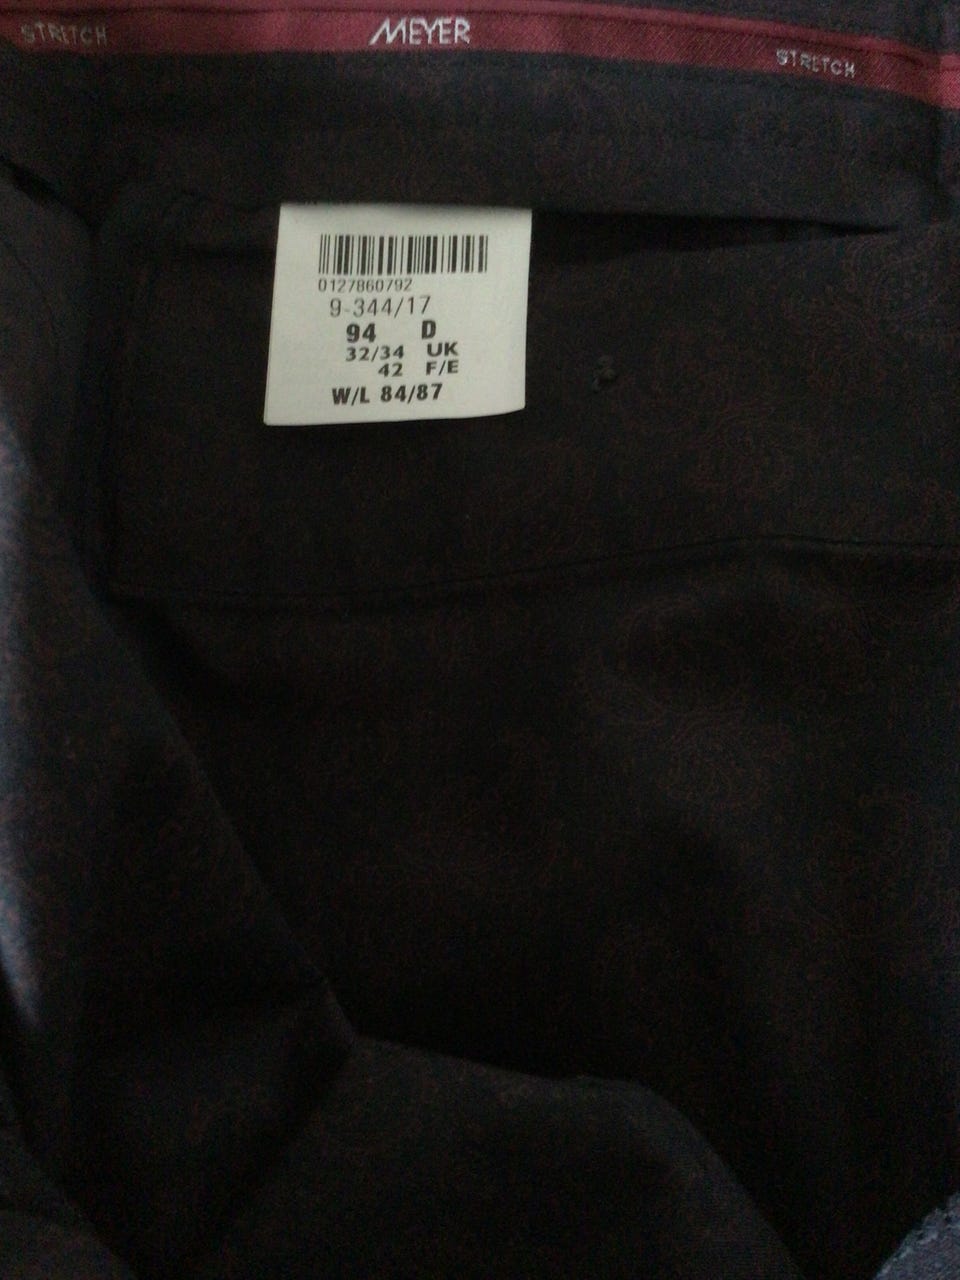 STRETCH MEYER STRETCH
0127860792
9-344/17
94 D
32/34 UK
42 F/E
W/L 84/87